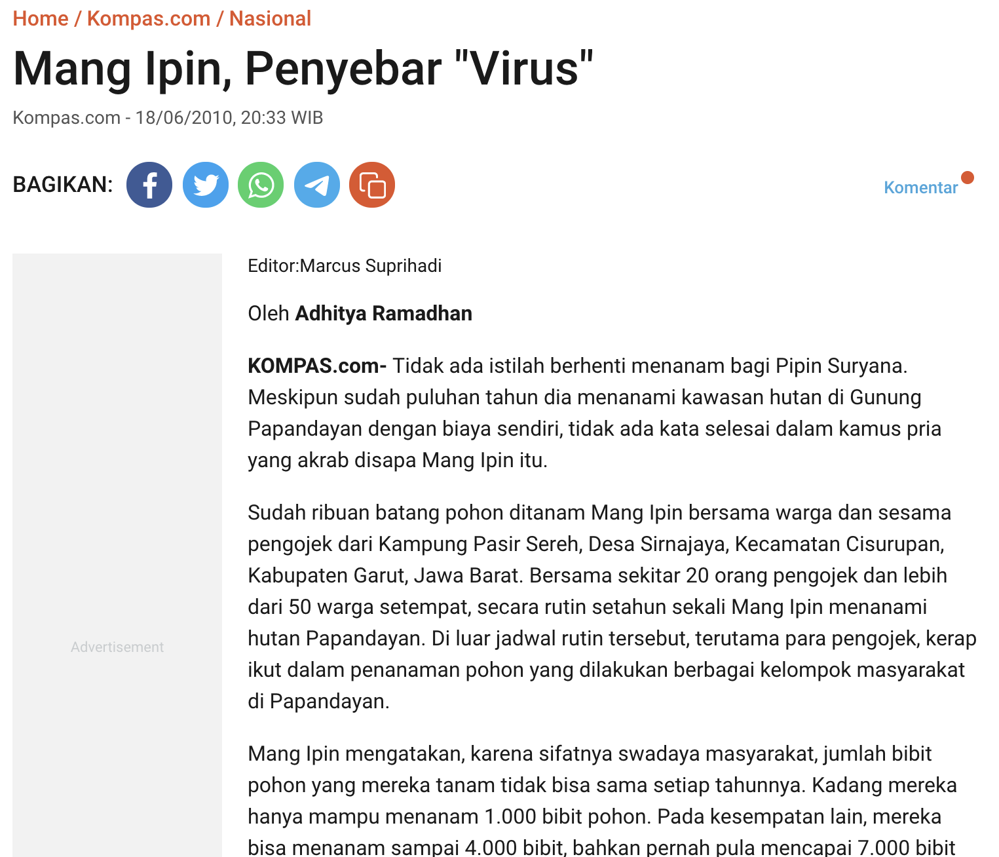 Home / Kompas.com / Nasional
Mang Ipin, Penyebar "Virus"
Kompas.com - 18/06/2010, 20:33 WIB
BAGIKAN:
Komentar
Editor:Marcus Suprihadi
Oleh Adhitya Ramadhan
KOMPAS.com- Tidak ada istilah berhenti menanam bagi Pipin Suryana.
Meskipun sudah puluhan tahun dia menanami kawasan hutan di Gunung
Papandayan dengan biaya sendiri, tidak ada kata selesai dalam kamus pria
yang akrab disapa Mang Ipin itu.
Sudah ribuan batang pohon ditanam Mang Ipin bersama warga dan sesama
pengojek dari Kampung Pasir Sereh, Desa Sirnajaya, Kecamatan Cisurupan,
Kabupaten Garut, Jawa Barat. Bersama sekitar 20 orang pengojek dan lebih
dari 50 warga setempat, secara rutin setahun sekali Mang Ipin menanami
hutan Papandayan. Di luar jadwal rutin tersebut, terutama para pengojek, kerap
ikut dalam penanaman pohon yang dilakukan berbagai kelompok masyarakat
di Papandayan.
Mang Ipin mengatakan, karena sifatnya swadaya masyarakat, jumlah bibit
pohon yang mereka tanam tidak bisa sama setiap tahunnya. Kadang mereka
hanya mampu menanam 1.000 bibit pohon. Pada kesempatan lain, mereka
bisa menanam sampai 4.000 bibit, bahkan pernah pula mencapai 7.000 bibit
Advertisement